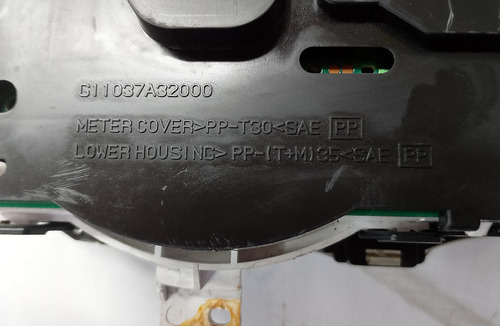 G11037A32000
METER COVER>PP-T30<SAE PP
LOWER HOUSING> PP-(T+M)35<SAE PP